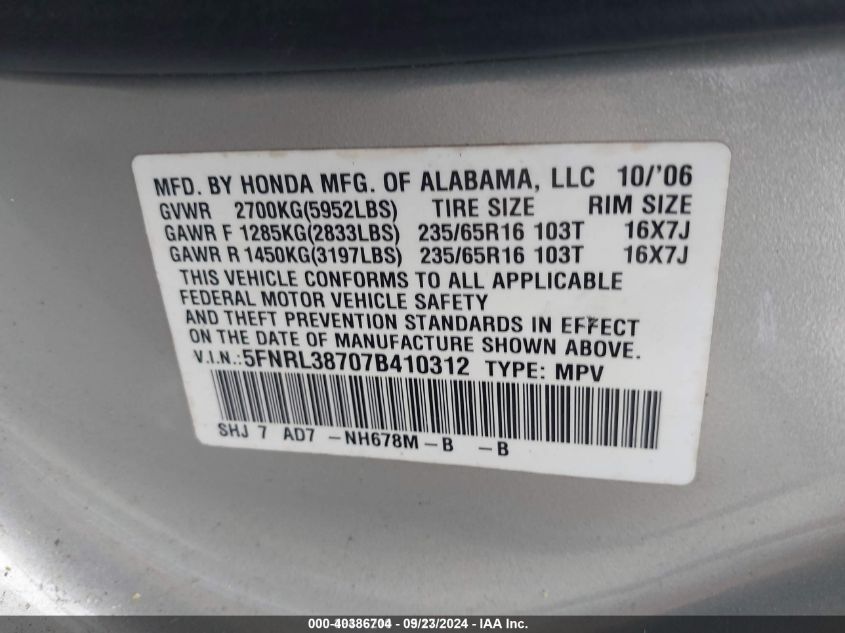 MFD. BY HONDA MFG. OF ALABAMA, LLC 10/'06
GVWR 2700KG(5952LBS) TIRE SIZE RIM SIZE
GAWR F 1285KG(2833LBS) 235/65R16 103T 16X7J
GAWR R 1450KG(3197LBS) 235/65R16 103T 16X7J
THIS VEHICLE CONFORMS TO ALL APPLICABLE
FEDERAL MOTOR VEHICLE SAFETY
AND THEFT PREVENTION STANDARDS IN EFFECT
ON THE DATE OF MANUFACTURE SHOWN ABOVE.
V.I.N.:5FNRL38707B410312 TYPE: MPV
SHJ 7 AD7 -NH678M-B -B
000-40386704 - 09/23/2024 - IAA Inc.